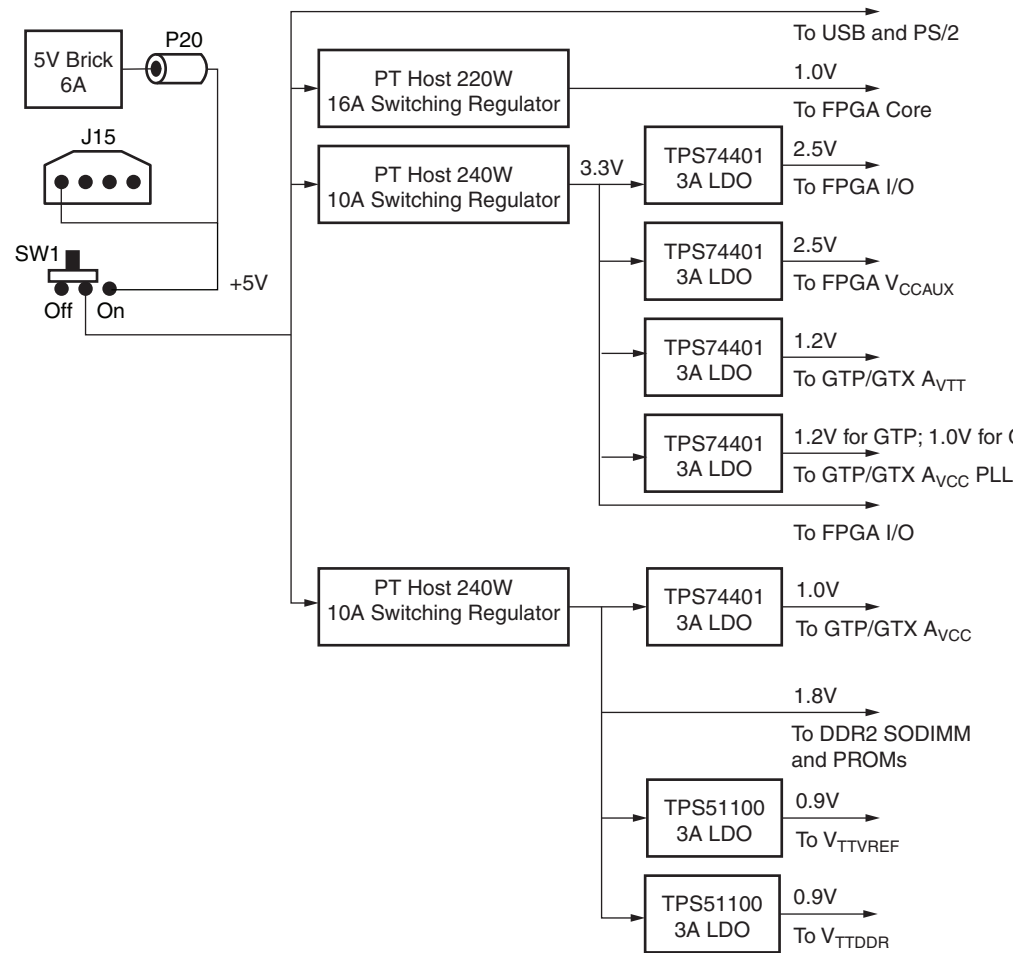 5V Brick
6A
P20
J15
SW1
Off
On
+5V
To USB and PS/2
PT Host 220W
16A Switching Regulator
1.0V
To FPGA Core
PT Host 240W
10A Switching Regulator
3.3V
TPS74401
3A LDO
2.5V
To FPGA I/O
TPS74401
3A LDO
2.5V
To FPGA VCCAUX
TPS74401
3A LDO
1.2V
To GTP/GTX AVTT
TPS74401
3A LDO
1.2V for GTP; 1.0V for
To GTP/GTX AVCC PLL
To FPGA I/O
PT Host 240W
10A Switching Regulator
TPS74401
3A LDO
1.0V
To GTP/GTX AVCC
1.8V
To DDR2 SODIMM
and PROMs
TPS51100
3A LDO
0.9V
To VTTVREF
TPS51100
3A LDO
0.9V
To VTTDDR